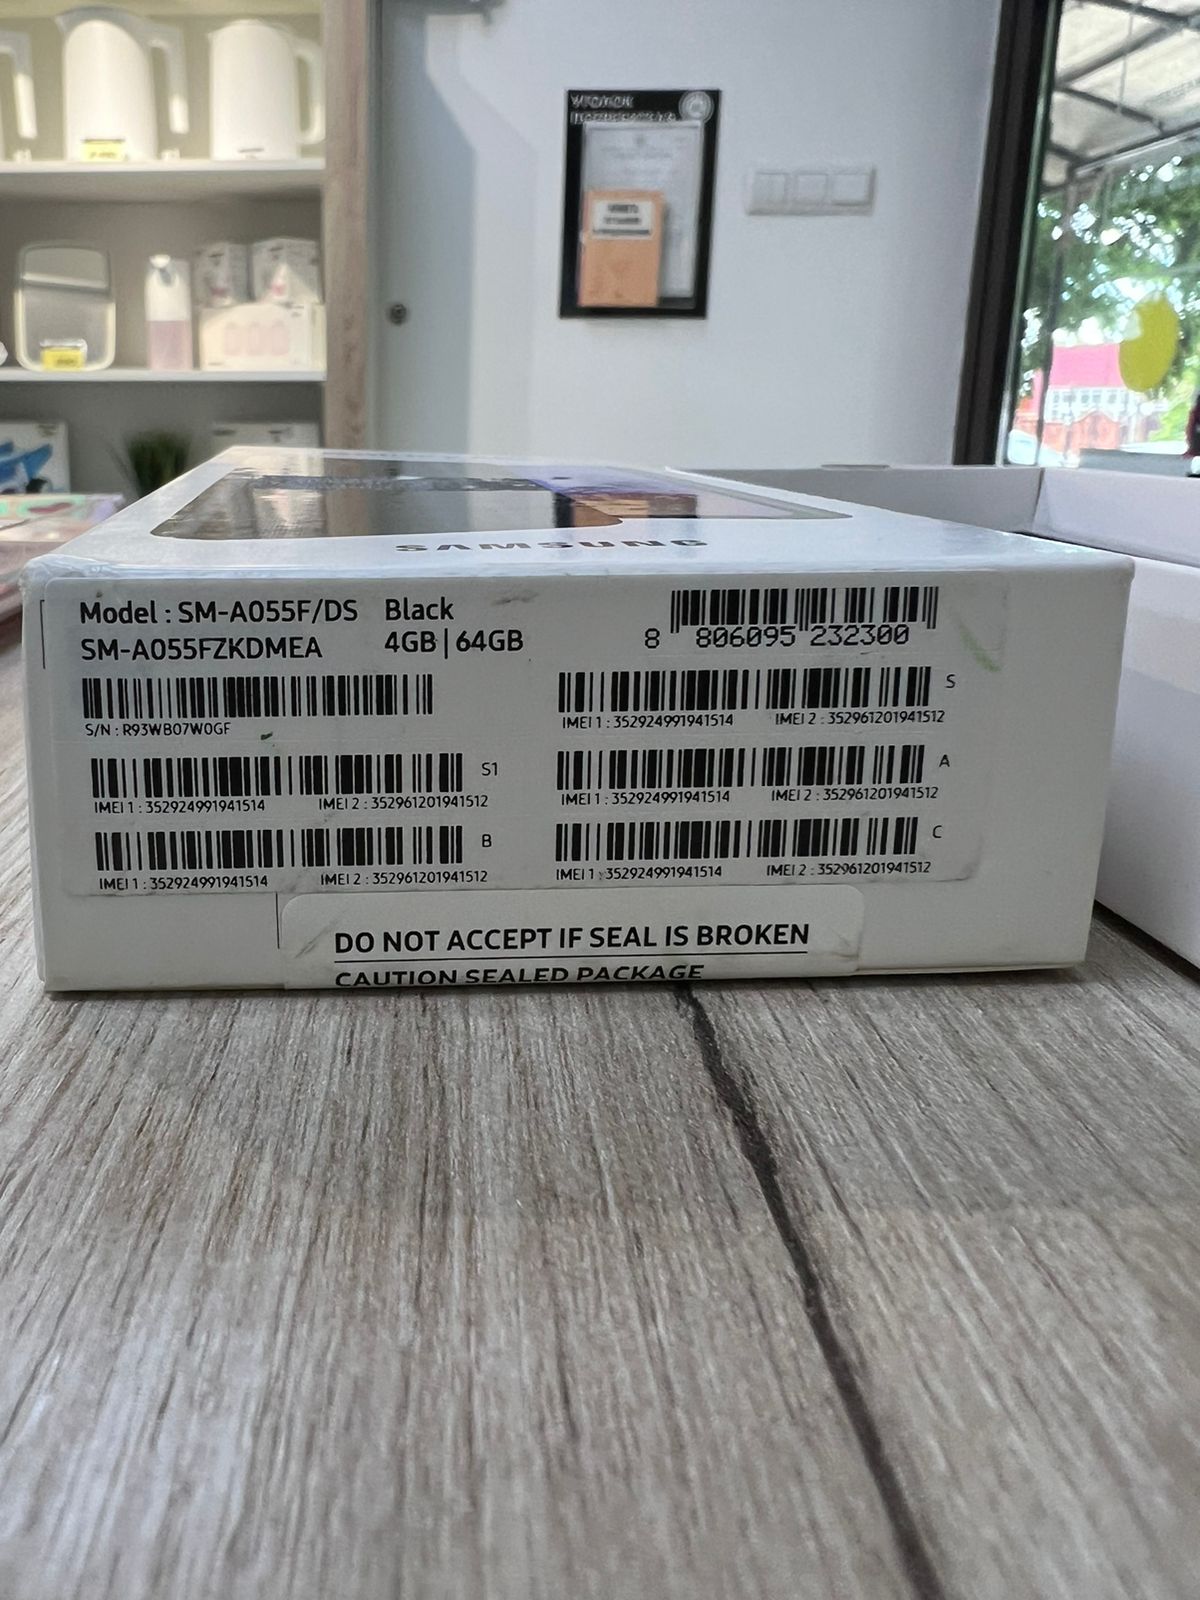 SAMSUNG
Model : SM-A055F/DS Black
SM-A055FZKDMEA 4GB | 64GB
8 806095 232300
S/N : R93WB07W0GF
IMEI 1 : 352924991941514 IMEI 2 : 352961201941512 S
IMEI 1 : 352924991941514 IMEI 2 : 352961201941512 S1
IMEI 1 : 352924991941514 IMEI 2 : 352961201941512 A
IMEI 1 : 352924991941514 IMEI 2 : 352961201941512 B
IMEI 1 : 352924991941514 IMEI 2 : 352961201941512 C
DO NOT ACCEPT IF SEAL IS BROKEN
CAUTION SEALED PACKAGE